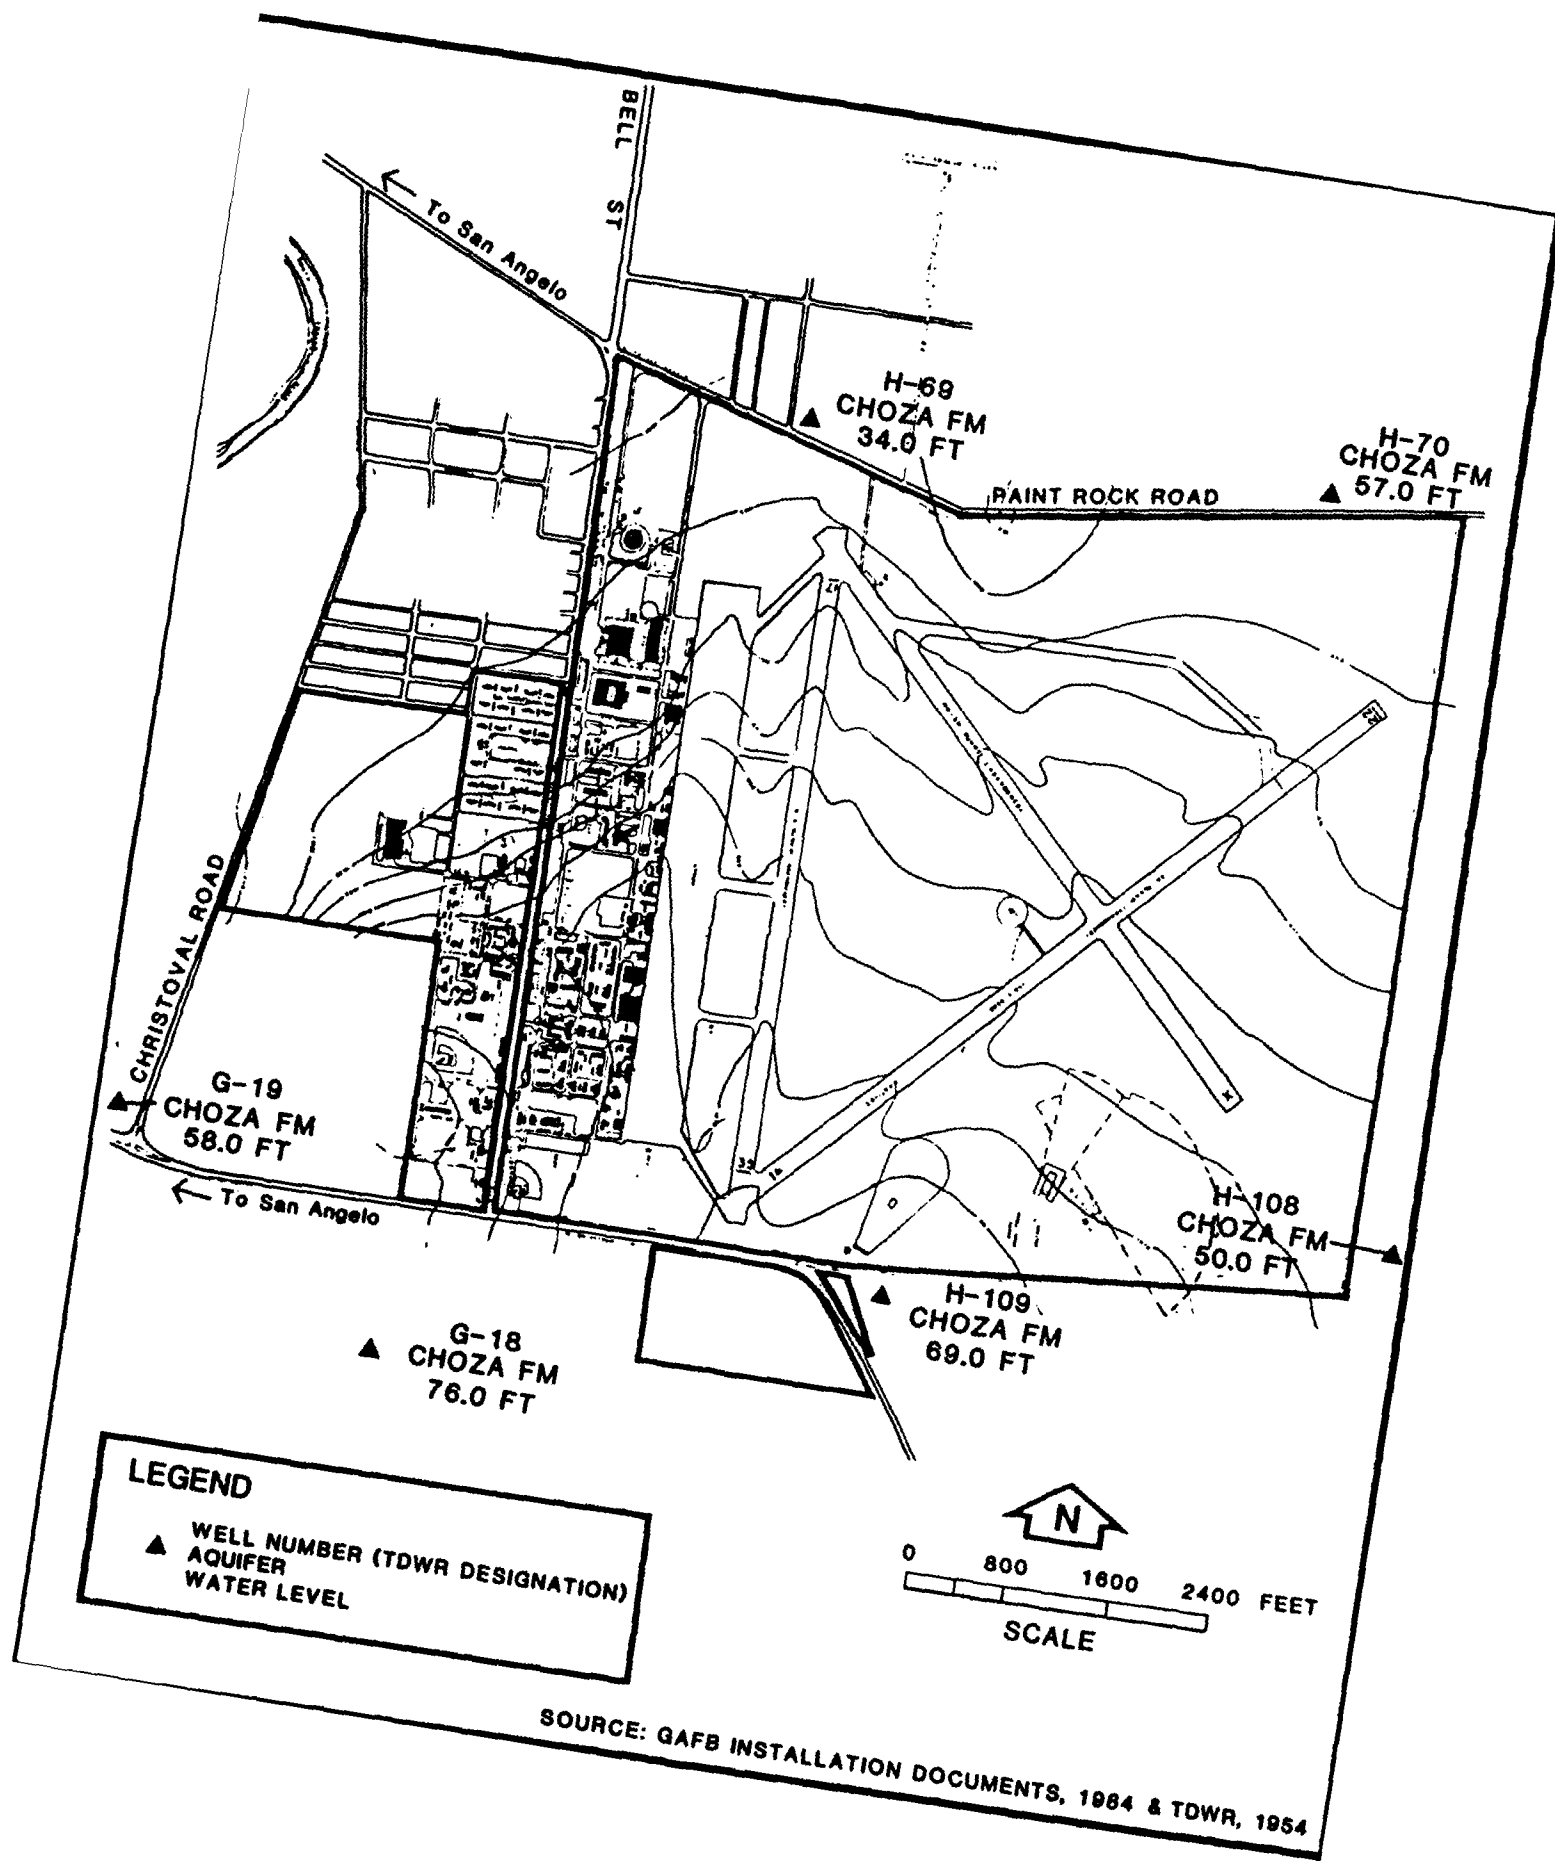 BELL ST
To San Angelo
H-69
CHOZA FM
34.0 FT
H-70
CHOZA FM
57.0 FT
PAINT ROCK ROAD
CHRISTOVAL ROAD
G-19
CHOZA FM
58.0 FT
To San Angelo
H-108
CHOZA FM
50.0 FT
H-109
CHOZA FM
69.0 FT
G-18
CHOZA FM
76.0 FT
LEGEND
WELL NUMBER (TDWR DESIGNATION)
AQUIFER
WATER LEVEL
N
0 800 1600 2400 FEET
SCALE
SOURCE: GAFB INSTALLATION DOCUMENTS, 1984 & TDWR, 1954